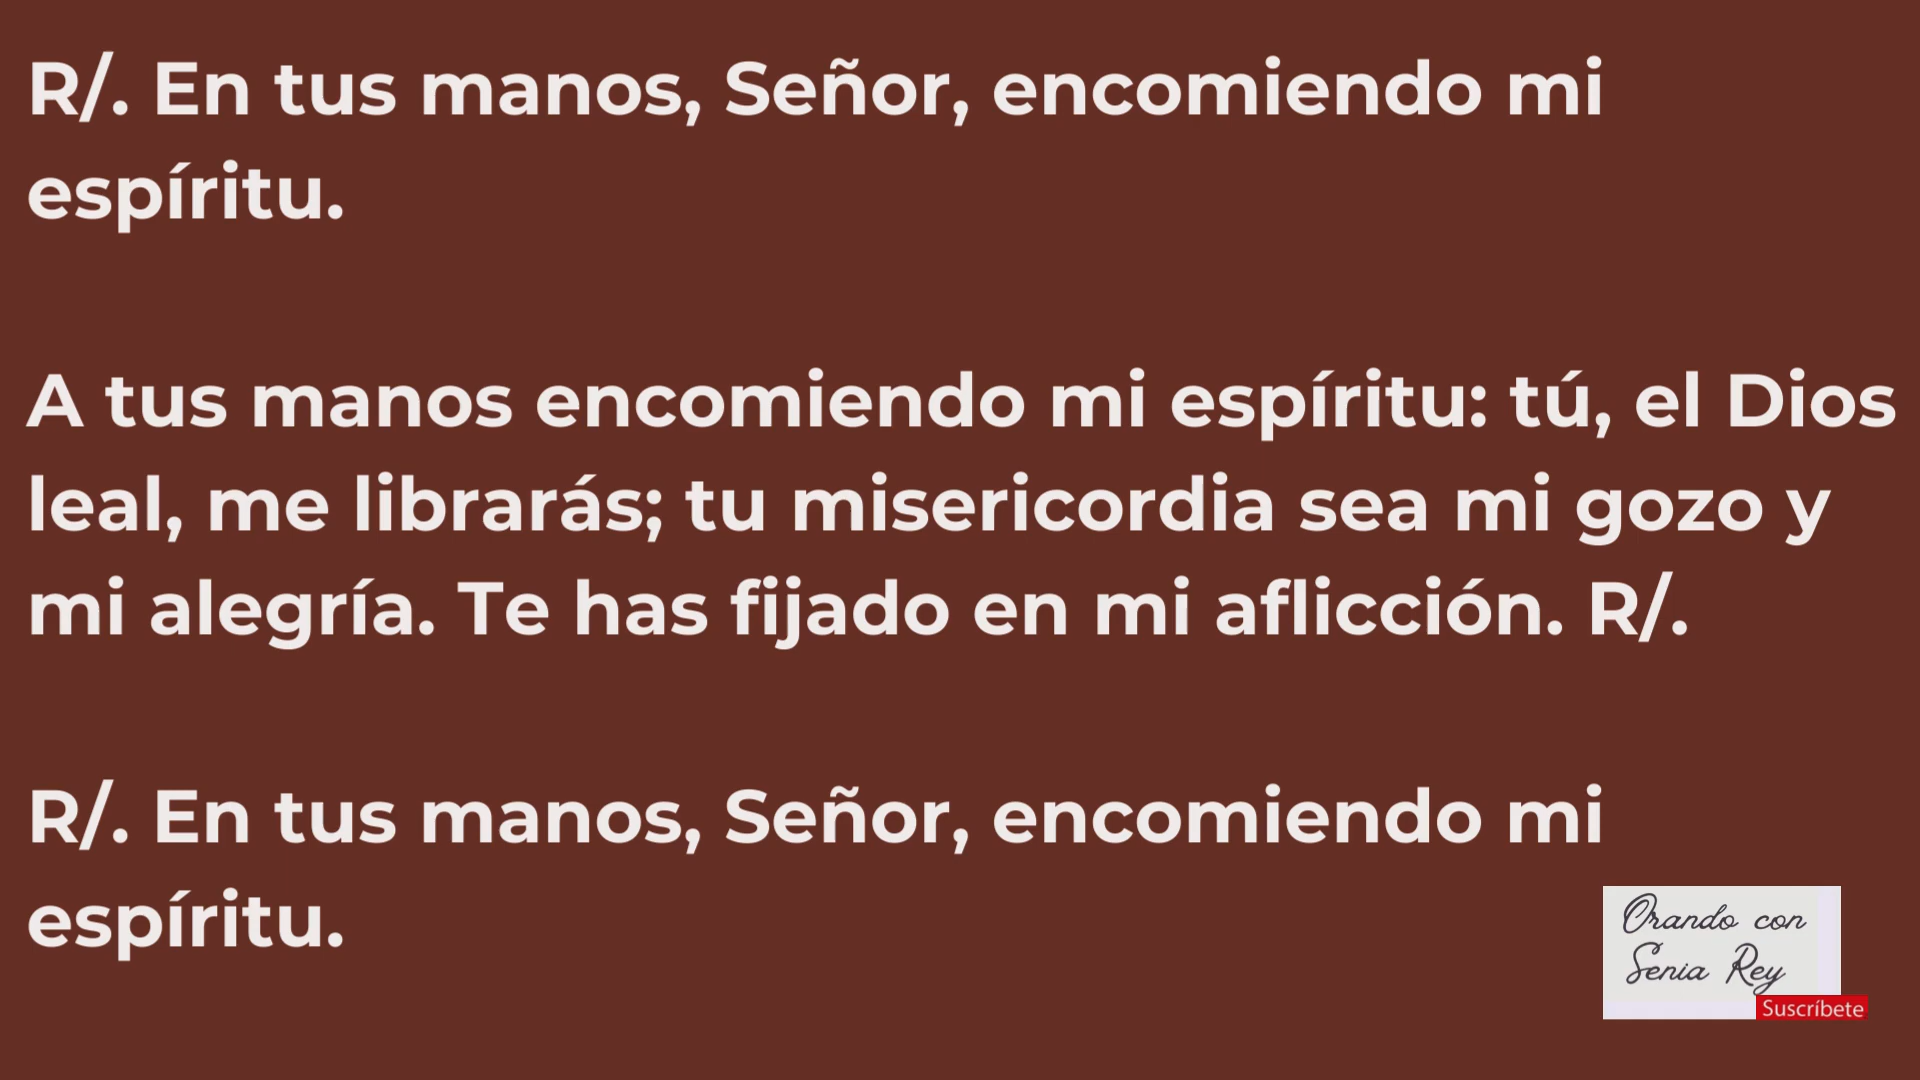 R/. En tus manos, Señor, encomiendo mi
espíritu.
A tus manos encomiendo mi espíritu: tú, el Dios
leal, me librarás; tu misericordia sea mi gozo y
mi alegría. Te has fijado en mi aflicción. R/.
R/. En tus manos, Señor, encomiendo mi
espíritu.
Orando con
Senia Rey
Suscríbete